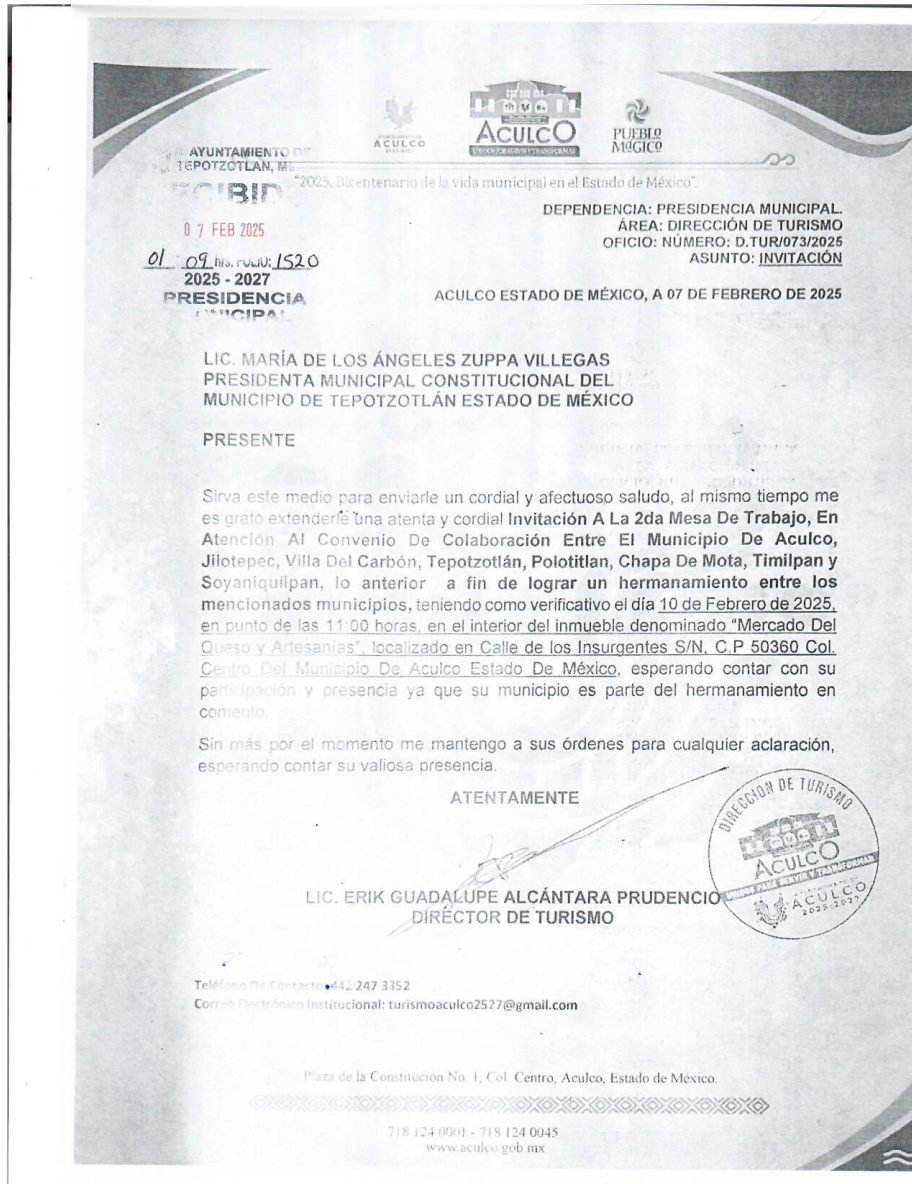 AYUNTAMIENTO DE
TEPOTZOTLAN,
07 FEB 2025
01 : 09 HRS. FOLIO: 1520
2025 - 2027
PRESIDENCIA
ACULCO
ACULCO
PUEBLO
MÁGICO
"2025. Bicentenario de la vida municipal en el Estado de México".
DEPENDENCIA: PRESIDENCIA MUNICIPAL.
ÁREA: DIRECCIÓN DE TURISMO
OFICIO: NÚMERO: D.TUR/073/2025
ASUNTO: INVITACIÓN
ACULCO ESTADO DE MÉXICO, A 07 DE FEBRERO DE 2025
LIC. MARÍA DE LOS ÁNGELES ZUPPA VILLEGAS
PRESIDENTA MUNICIPAL CONSTITUCIONAL DEL
MUNICIPIO DE TEPOTZOTLÁN ESTADO DE MÉXICO
PRESENTE
Sirva este medio para enviarle un cordial y afectuoso saludo, al mismo tiempo me
es grato extenderle una atenta y cordial Invitación A La 2da Mesa De Trabajo, En
Atención Al Convenio De Colaboración Entre El Municipio De Aculco,
Jilotepec, Villa Del Carbón, Tepotzotlán, Polotitlan, Chapa De Mota, Timilpan y
Soyaniquilpan, lo anterior a fin de lograr un hermanamiento entre los
mencionados municipios, teniendo como verificativo el día 10 de Febrero de 2025,
en punto de las 11:00 horas, en el interior del inmueble denominado "Mercado Del
Queso y Artesanías", localizado en Calle de los Insurgentes S/N, C.P 50360 Col.
Centro Del Municipio De Aculco Estado De México, esperando contar con su
participación y presencia ya que su municipio es parte del hermanamiento en
comento.
Sin más por el momento me mantengo a sus órdenes para cualquier aclaración,
esperando contar su valiosa presencia.
ATENTAMENTE
LIC. ERIK GUADALUPE ALCÁNTARA PRUDENCIO
DIRECTOR DE TURISMO
DIRECCION DE TURISMO
ACULCO
UNIDOS PARA SERVIR Y TRANSFORMAR
ACULCO
2025-2027
Teléfono De Contacto: 442 247 3352
Correo Electrónico Institucional: turismoaculco2527@gmail.com
Plaza de la Constitución No. 1, Col. Centro, Aculco, Estado de México.
718 124 0001 - 718 124 0045
www.aculco.gob.mx